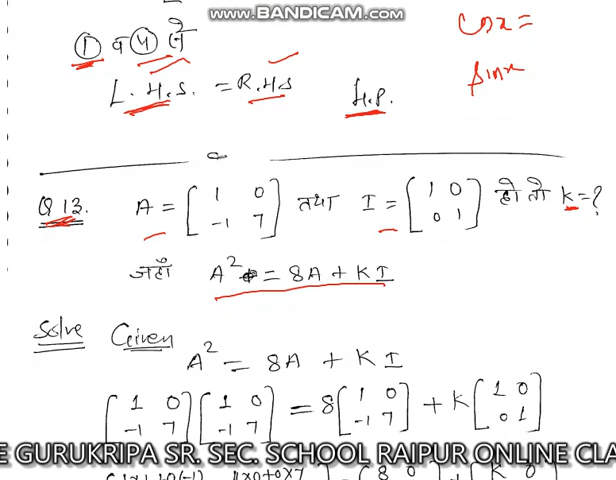 www.BANDICAM.com
① व ④ से
L.H.S. = R.H.S
H.P.
cosx =
sinx
Q 13. A = [ 1 0 -1 7 ] तथा I = [ 1 0 0 1 ] हो तो K = ?
जहाँ A² = 8A + KI
Solve Given
A² = 8A + KI
[ 1 0 -1 7 ] [ 1 0 -1 7 ] = 8 [ 1 0 -1 7 ] + K [ 1 0 0 1 ]
E GURUKRIPA SR. SEC. SCHOOL RAIPUR ONLINE CLA